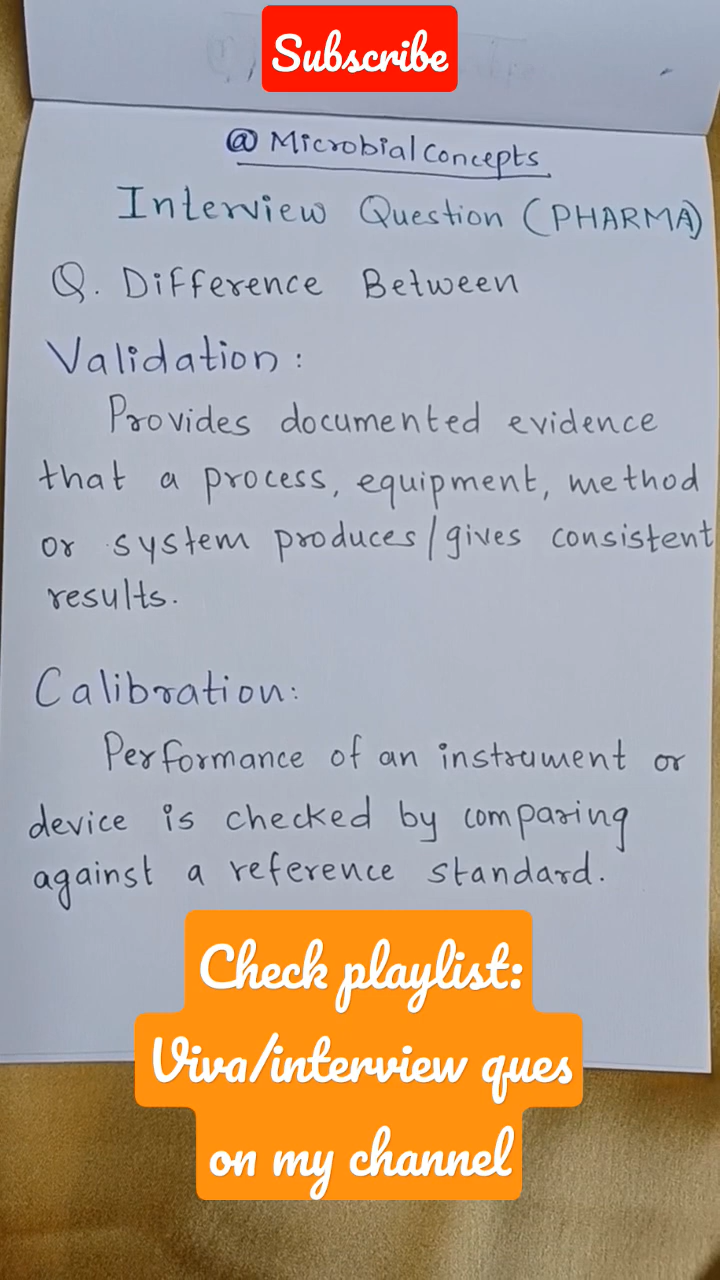 Subscribe
@ Microbial Concepts
Interview Question (PHARMA)
Q. Difference Between
Validation:
Provides documented evidence
that a process, equipment, method
or system produces/gives consistent
results.
Calibration:
Performance of an instrument or
device is checked by comparing
against a reference standard.
Check playlist:
Viva/interview ques
on my channel